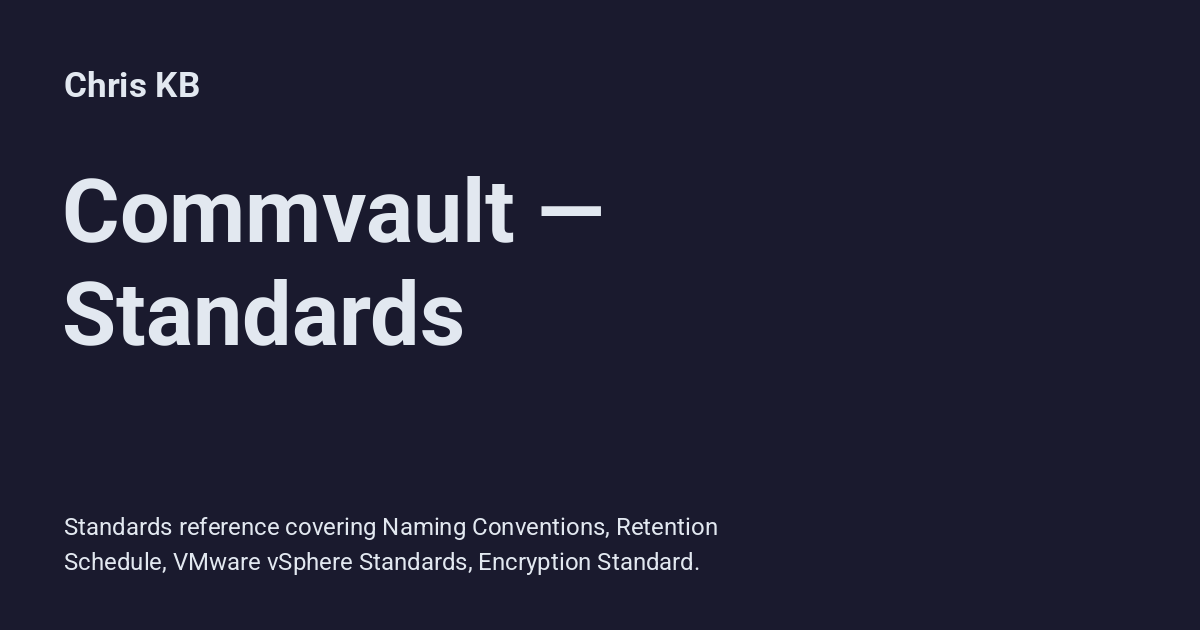 Chris KB
Commvault —
Standards
Standards reference covering Naming Conventions, Retention
Schedule, VMware vSphere Standards, Encryption Standard.